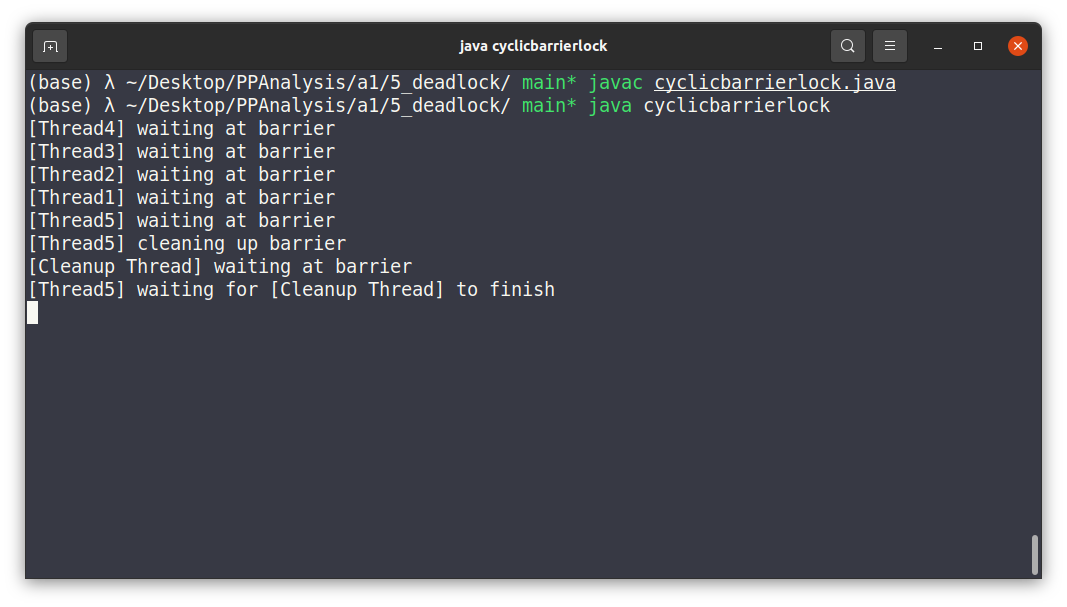 java cyclicbarrierlock
(base) λ ~/Desktop/PPAnalysis/a1/5_deadlock/ main* javac cyclicbarrierlock.java
(base) λ ~/Desktop/PPAnalysis/a1/5_deadlock/ main* java cyclicbarrierlock
[Thread4] waiting at barrier
[Thread3] waiting at barrier
[Thread2] waiting at barrier
[Thread1] waiting at barrier
[Thread5] waiting at barrier
[Thread5] cleaning up barrier
[Cleanup Thread] waiting at barrier
[Thread5] waiting for [Cleanup Thread] to finish